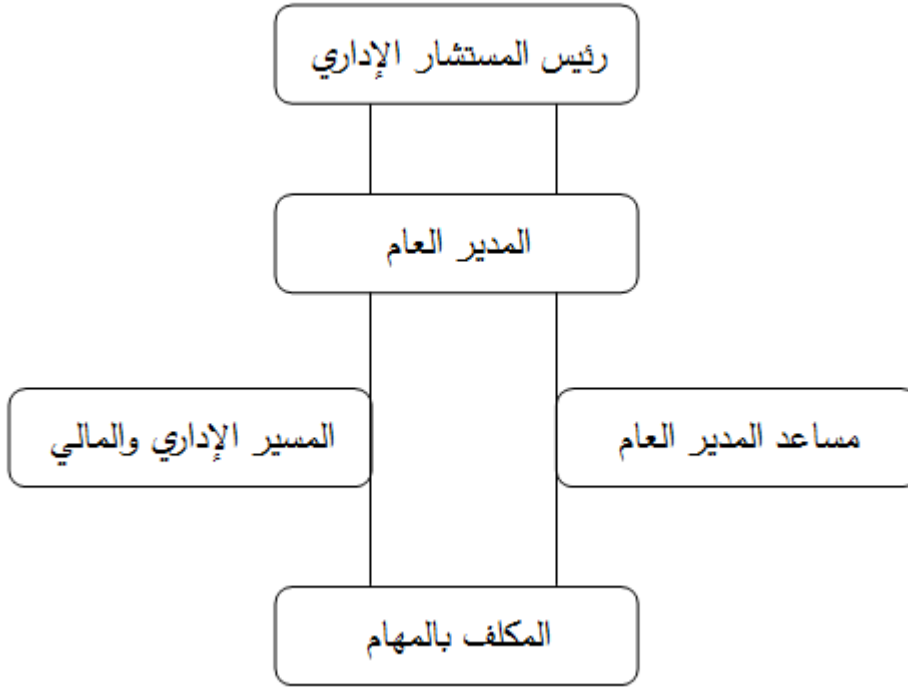 رئيس المستشار الإداري
المدير العام
مساعد المدير العام
المسير الإداري والمالي
المكلف بالمهام